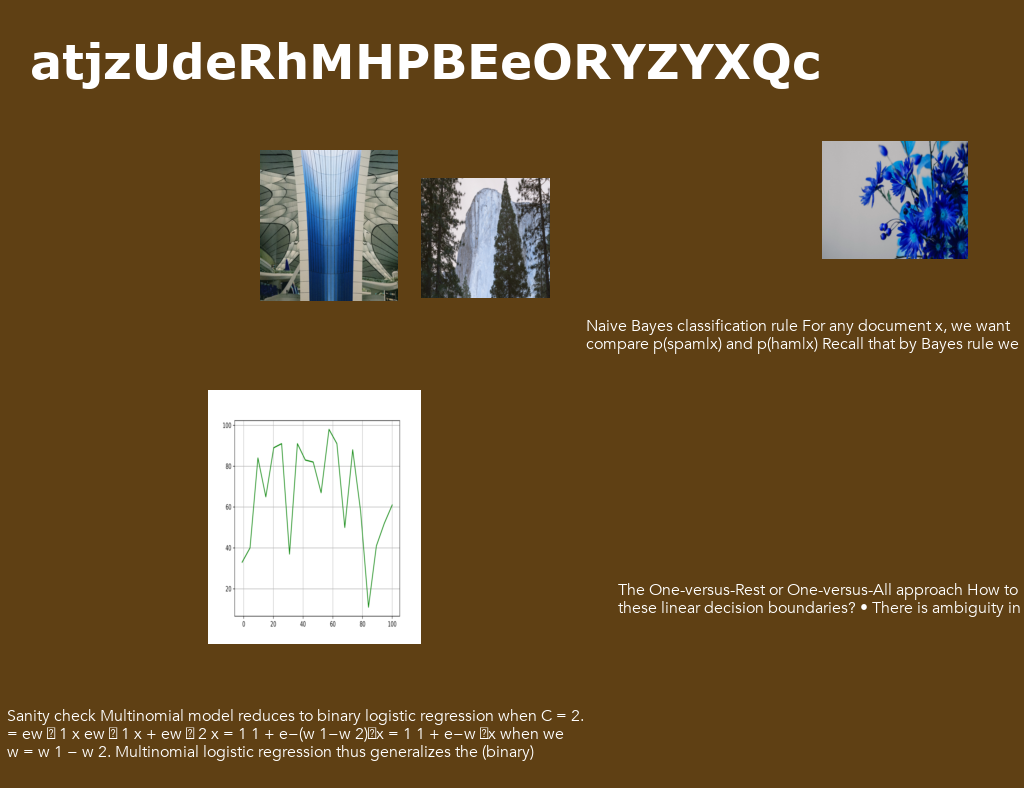 atjzUdeRhMHPBEeORYZYXQc
Naive Bayes classification rule For any document x, we want
compare p(spam|x) and p(ham|x) Recall that by Bayes rule we
100
80
60
40
20
0 20 40 60 80 100
The One-versus-Rest or One-versus-All approach How to
these linear decision boundaries? • There is ambiguity in
Sanity check Multinomial model reduces to binary logistic regression when C = 2.
= ew ⍰ 1 x ew ⍰ 1 x + ew ⍰ 2 x = 1 1 + e−(w 1−w 2)⍰x = 1 1 + e−w ⍰x when we
w = w 1 − w 2. Multinomial logistic regression thus generalizes the (binary)